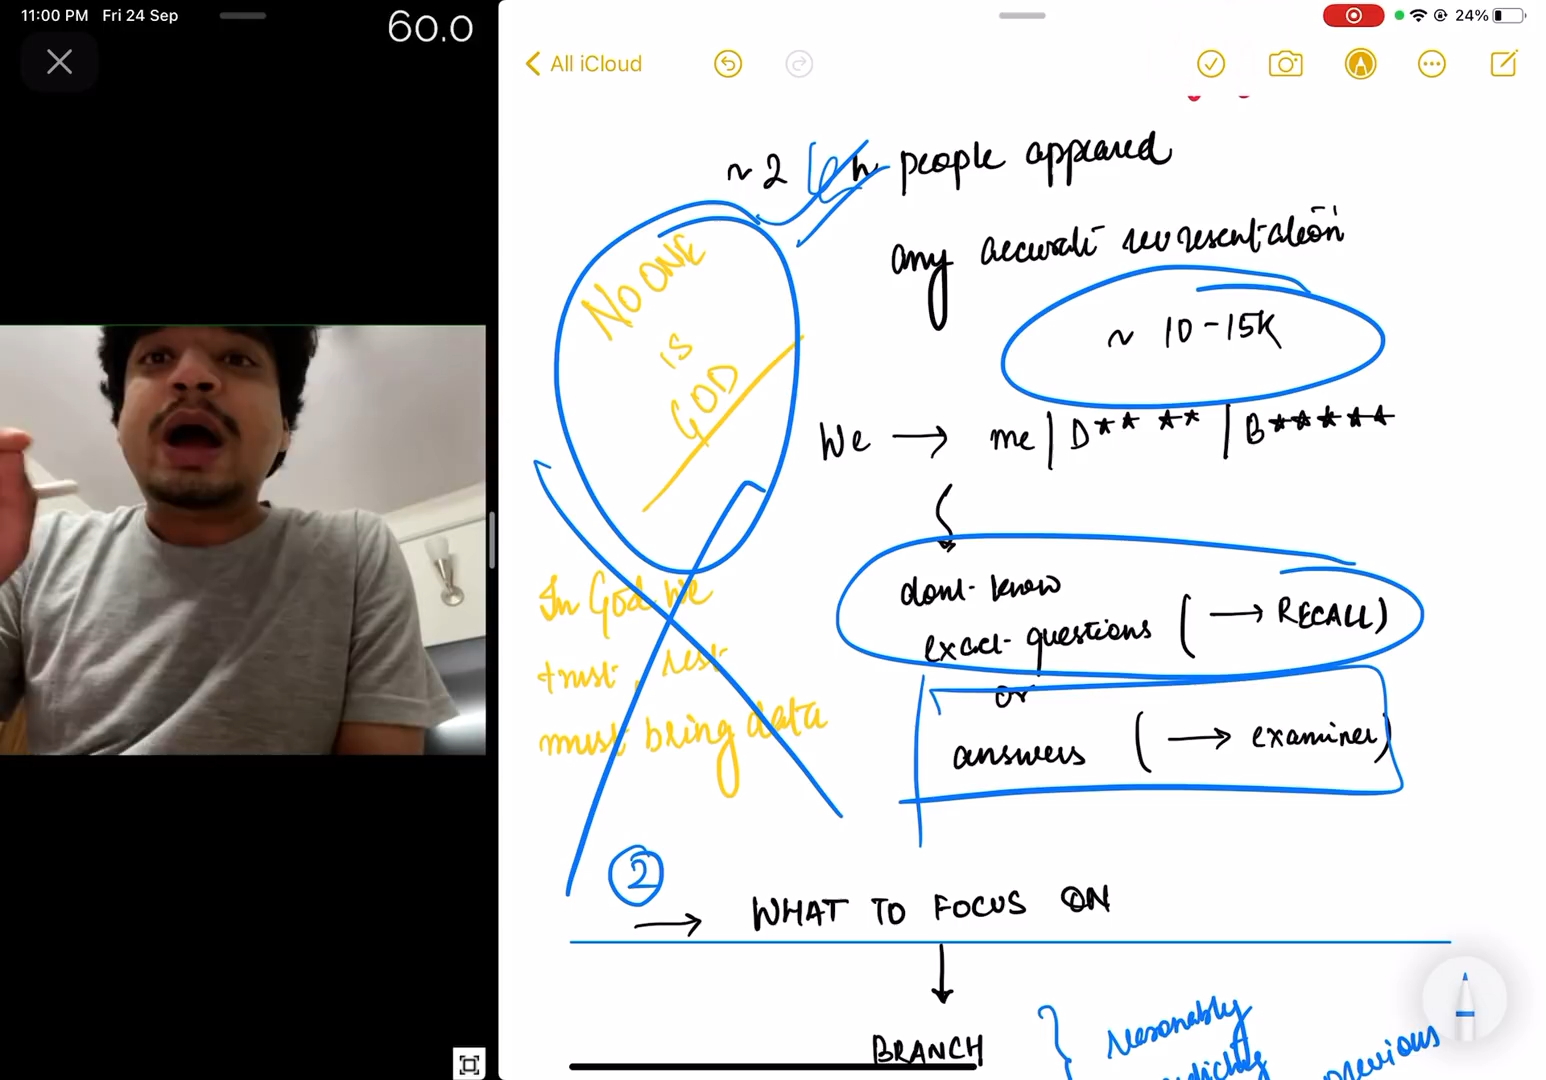 11:00 PM Fri 24 Sep
60.0
24%
All iCloud
~ 2 people appeared
any accurate representation
~ 10-15K
NO ONE
IS
GOD
We → me | D** ** | B*****
dont know
exact questions ( → RECALL)
or
answers ( → examiner)
In God we
trust, rest
must bring data
2
→ WHAT TO FOCUS ON
BRANCH
} reasonably
previous